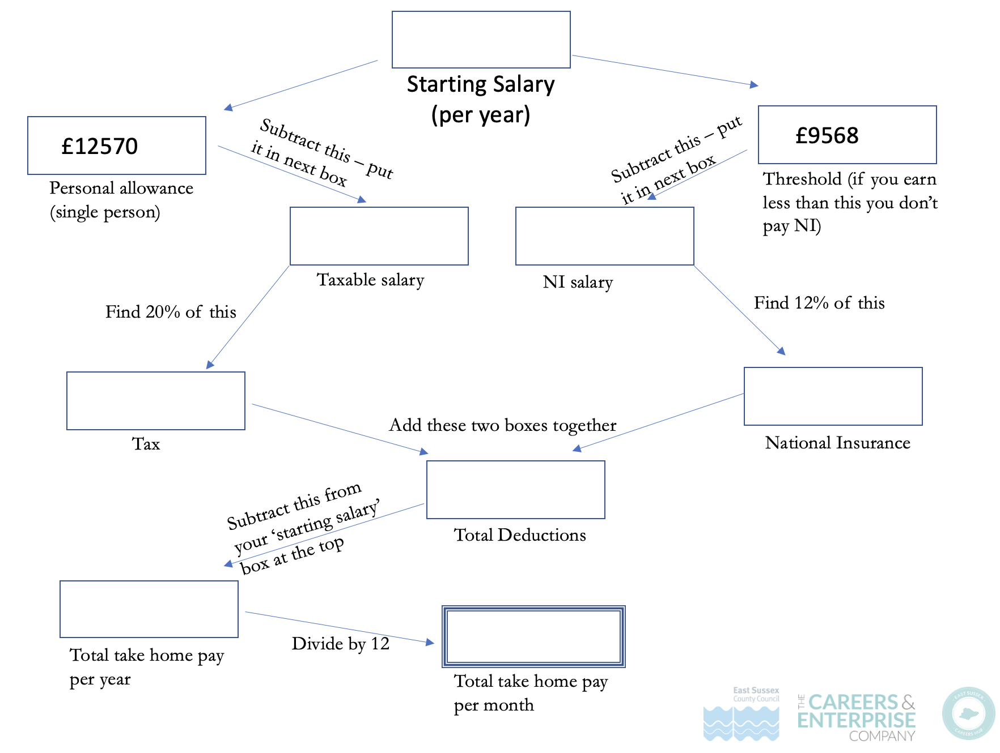 Starting Salary
(per year)
£12570
Personal allowance
(single person)
Subtract this – put
it in next box
Subtract this – put
it in next box
£9568
Threshold (if you earn
less than this you don’t
pay NI)
Taxable salary
NI salary
Find 20% of this
Find 12% of this
Tax
Add these two boxes together
National Insurance
Total Deductions
Subtract this from
your ‘starting salary’
box at the top
Total take home pay
per year
Divide by 12
Total take home pay
per month
East Sussex
County Council
THE
CAREERS &
ENTERPRISE
COMPANY
EAST SUSSEX
CAREERS HUB